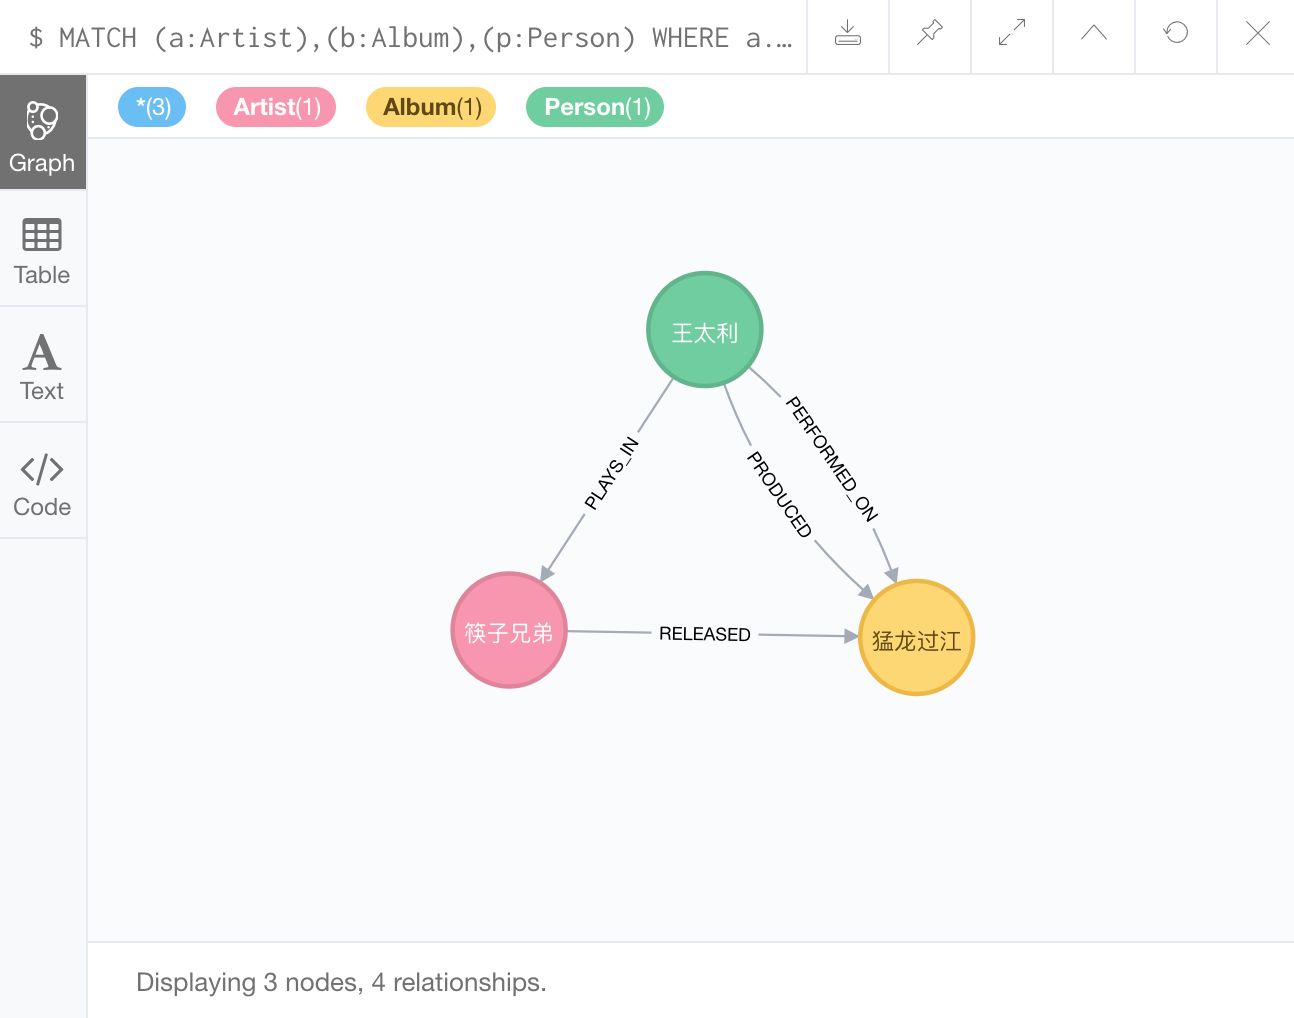 $ MATCH (a:Artist),(b:Album),(p:Person) WHERE a.…
*(3) Artist(1) Album(1) Person(1)
Graph
Table
Text
Code
王太利
PLAYS_IN
PRODUCED
PERFORMED_ON
筷子兄弟
RELEASED
猛龙过江
Displaying 3 nodes, 4 relationships.